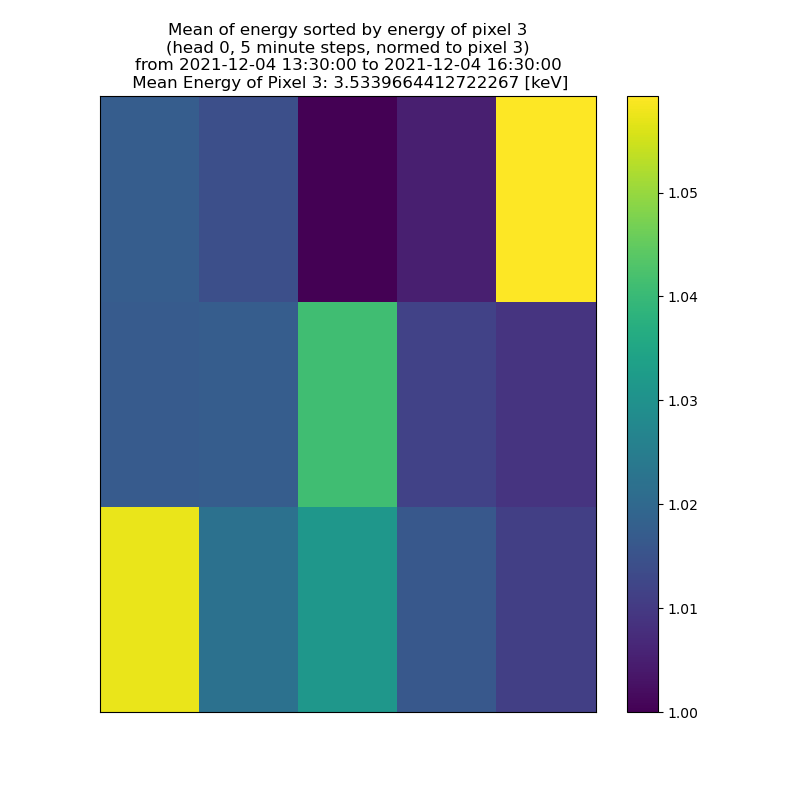 Mean of energy sorted by energy of pixel 3
(head 0, 5 minute steps, normed to pixel 3)
from 2021-12-04 13:30:00 to 2021-12-04 16:30:00
Mean Energy of Pixel 3: 3.5339664412722267 [keV]
1.05
1.04
1.03
1.02
1.01
1.00